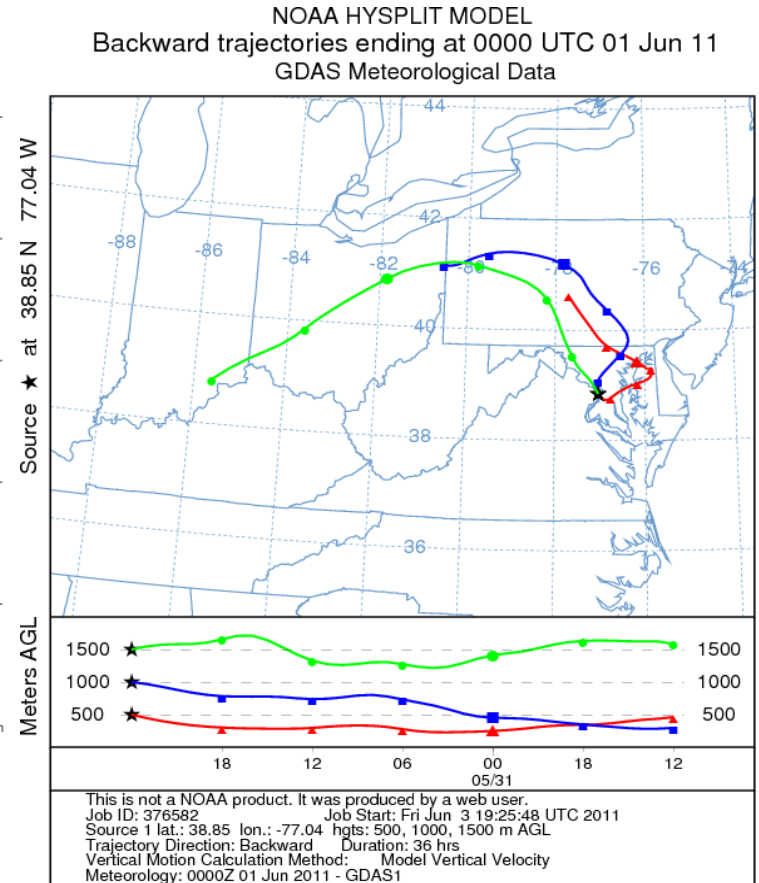 NOAA HYSPLIT MODEL
Backward trajectories ending at 0000 UTC 01 Jun 11
GDAS Meteorological Data
Source ★ at 38.85 N 77.04 W
44
42
-88
-86
-84
-82
-80
-78
-76
-74
40
38
36
Meters AGL
1500
1000
500
1500
1000
500
18
12
06
00
18
12
05/31
This is not a NOAA product. It was produced by a web user.
Job ID: 376582 Job Start: Fri Jun 3 19:25:48 UTC 2011
Source 1 lat.: 38.85 lon.: -77.04 hgts: 500, 1000, 1500 m AGL
Trajectory Direction: Backward Duration: 36 hrs
Vertical Motion Calculation Method: Model Vertical Velocity
Meteorology: 0000Z 01 Jun 2011 - GDAS1